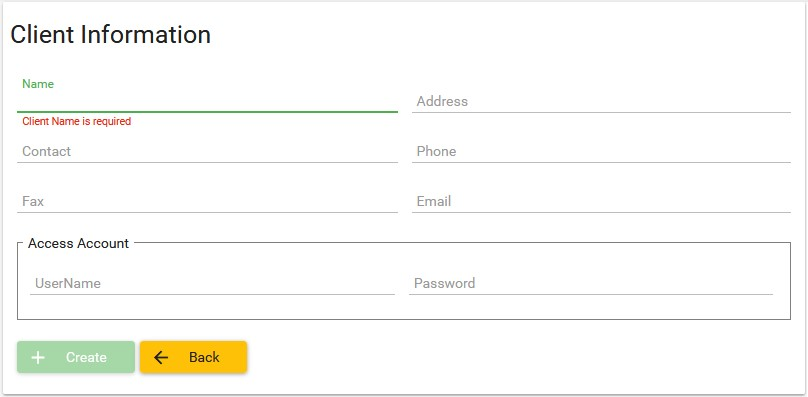 Client Information
Name
Address
Client Name is required
Contact
Phone
Fax
Email
Access Account
UserName
Password
Create
Back